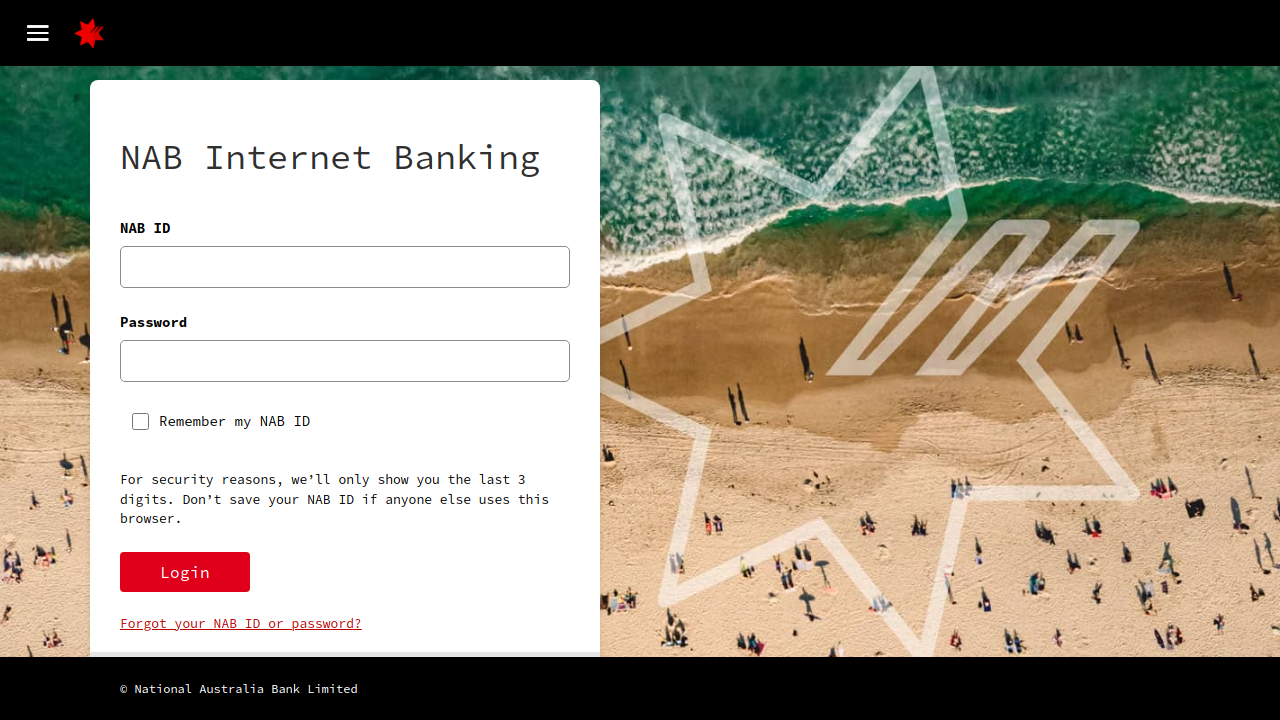 NAB Internet Banking
NAB ID
Password
Remember my NAB ID
For security reasons, we’ll only show you the last 3
digits. Don’t save your NAB ID if anyone else uses this
browser.
Login
Forgot your NAB ID or password?
© National Australia Bank Limited